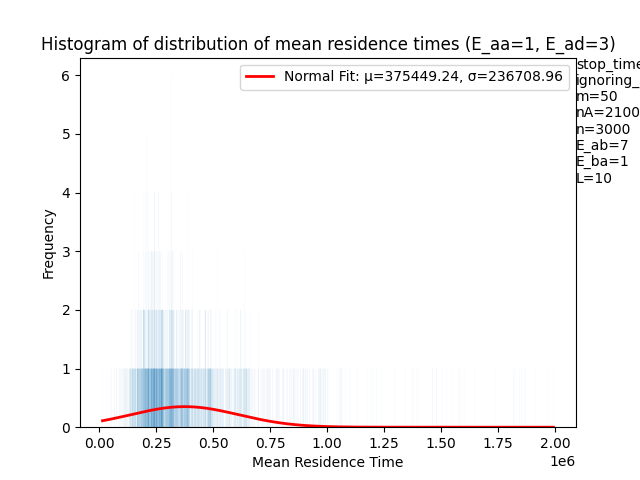 Histogram of distribution of mean residence times (E_aa=1, E_ad=3)
Normal Fit: μ=375449.24, σ=236708.96
stop_time
ignoring_
m=50
nA=2100
n=3000
E_ab=7
E_ba=1
L=10
Frequency
6
5
4
3
2
1
0
0.00 0.25 0.50 0.75 1.00 1.25 1.50 1.75 2.00
1e6
Mean Residence Time